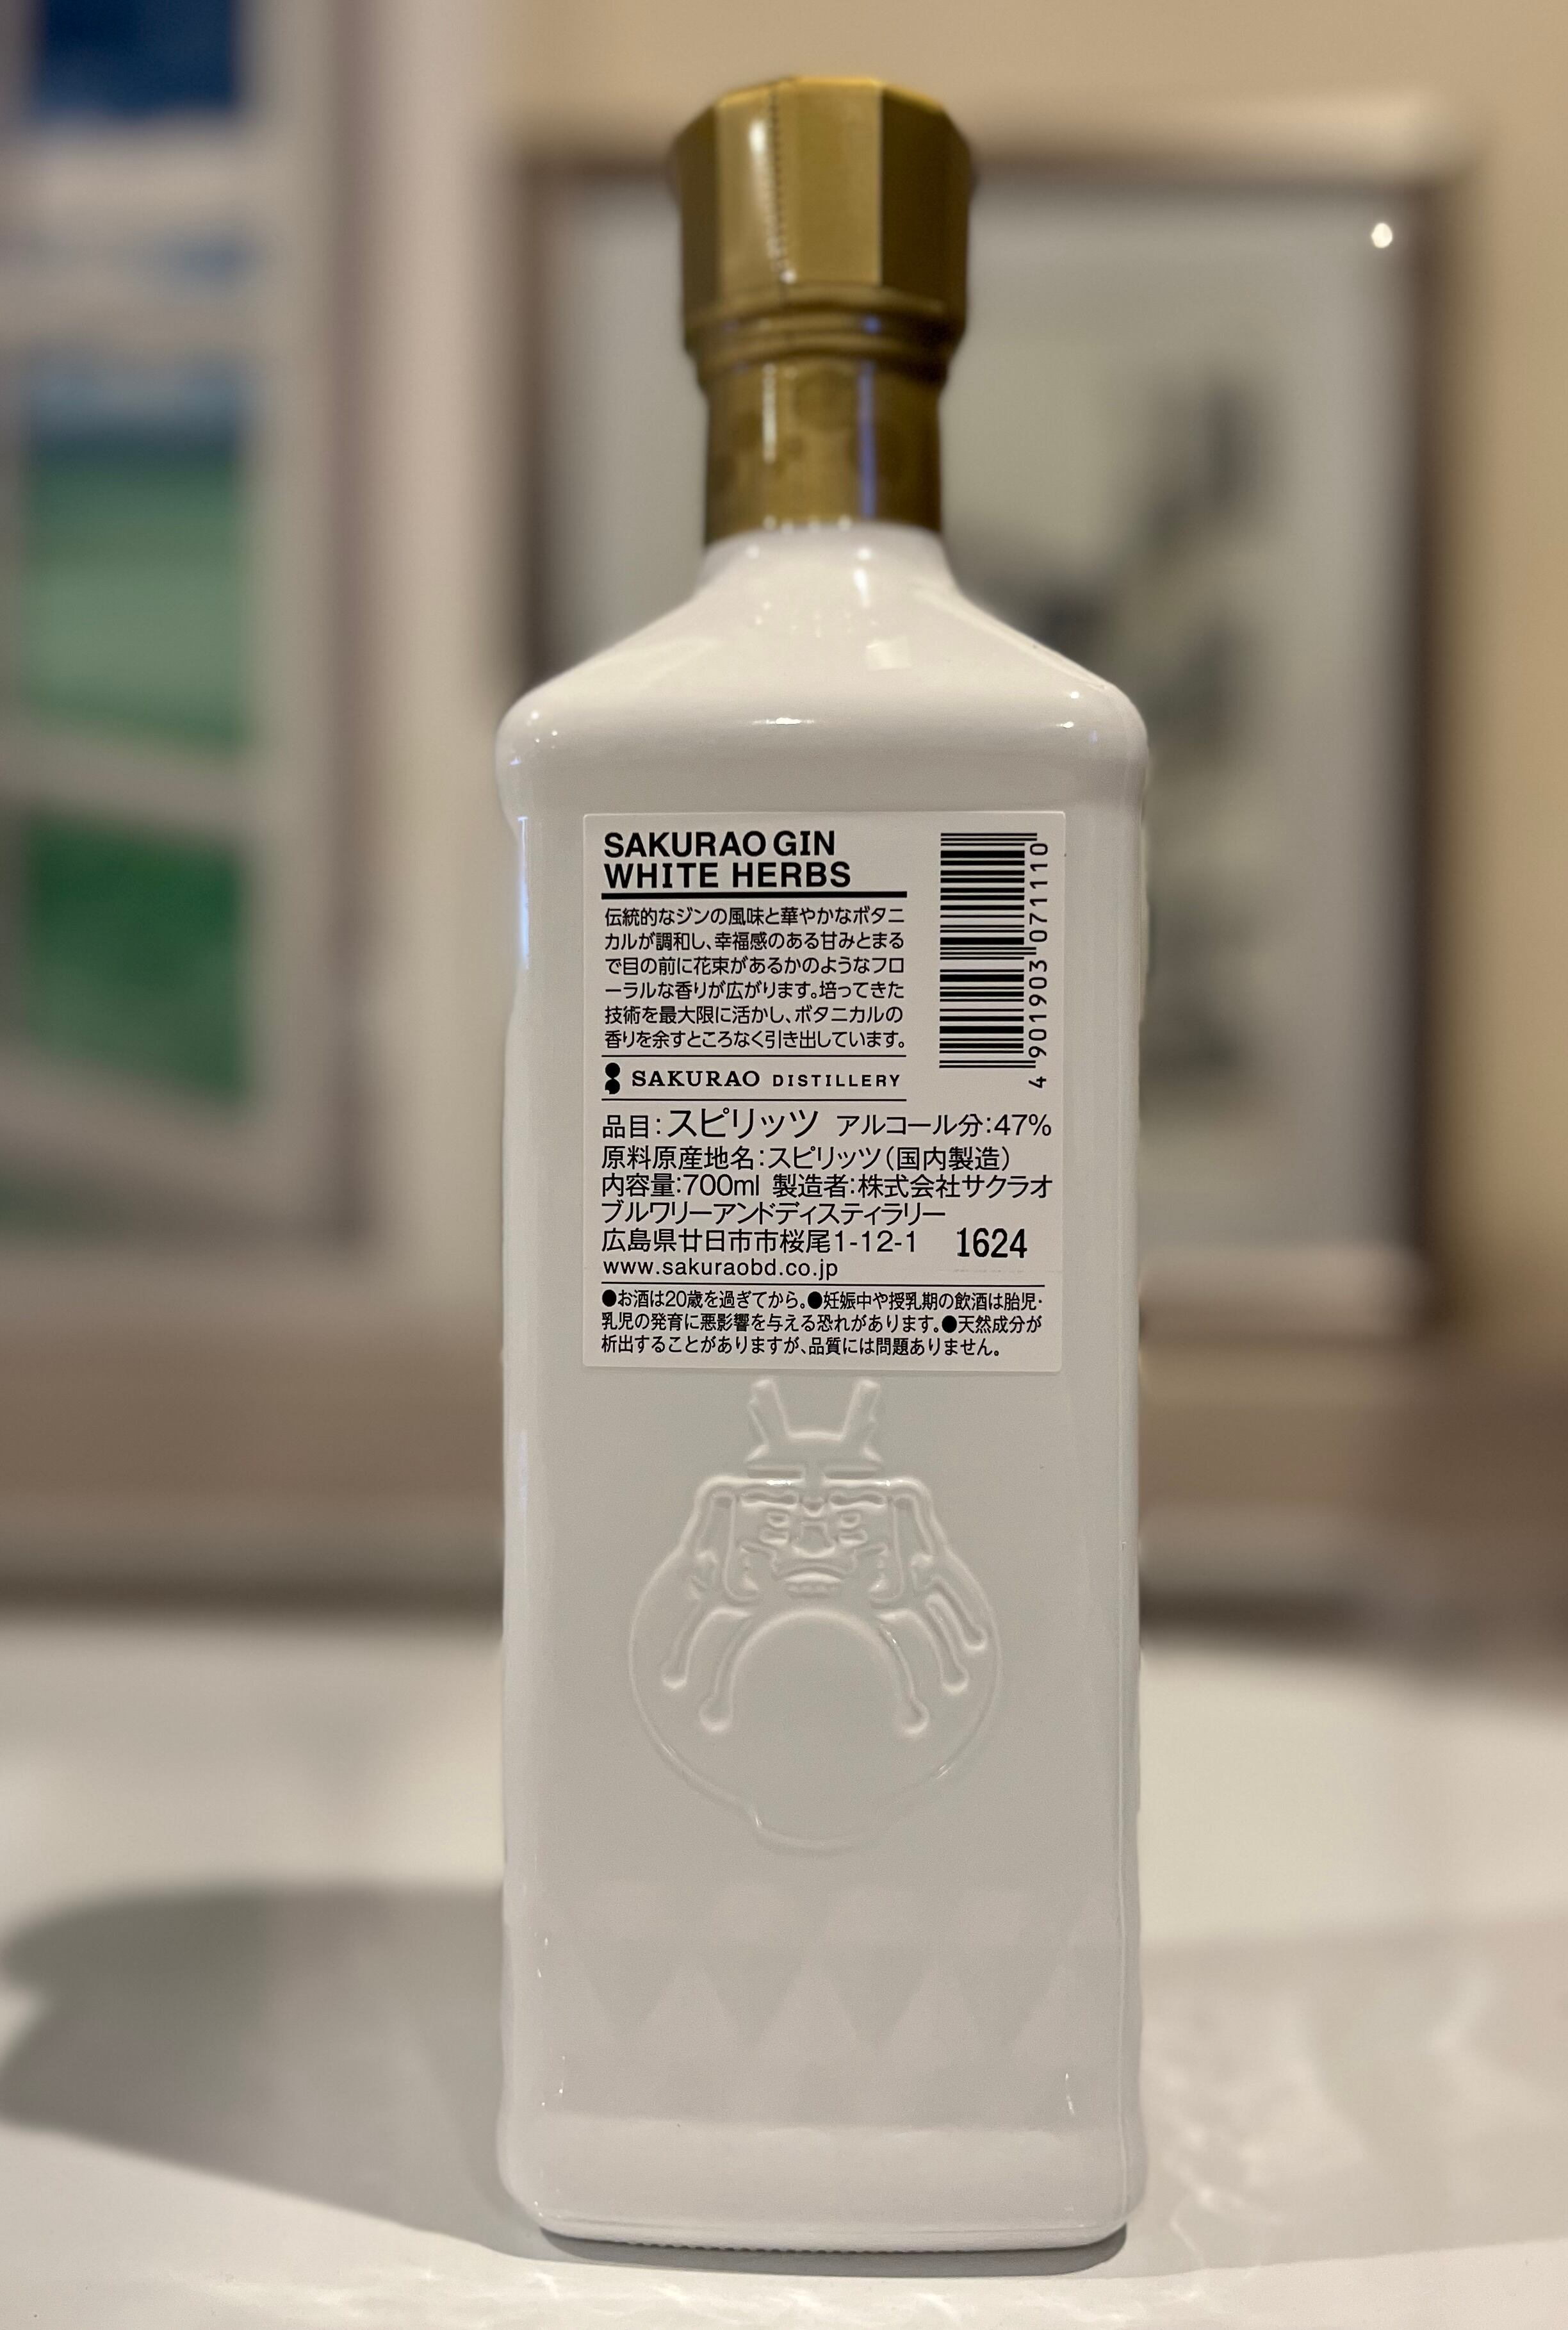 SAKURAO GIN
WHITE HERBS
伝統的なジンの風味と華やかなボタニ
カルが調和し、幸福感のある甘みとまる
で目の前に花束があるかのようなフロ
ーラルな香りが広がります。培ってきた
技術を最大限に活かし、ボタニカルの
香りを余すところなく引き出しています。
SAKURAO DISTILLERY
4 901903 071110
品目:スピリッツ アルコール分:47%
原料原産地名:スピリッツ(国内製造)
内容量:700ml 製造者:株式会社サクラオ
ブルワリーアンドディスティラリー
広島県廿日市市桜尾1-12-1 1624
www.sakuraobd.co.jp
●お酒は20歳を過ぎてから。●妊娠中や授乳期の飲酒は胎児・
乳児の発育に悪影響を与える恐れがあります。●天然成分が
析出することがありますが、品質には問題ありません。